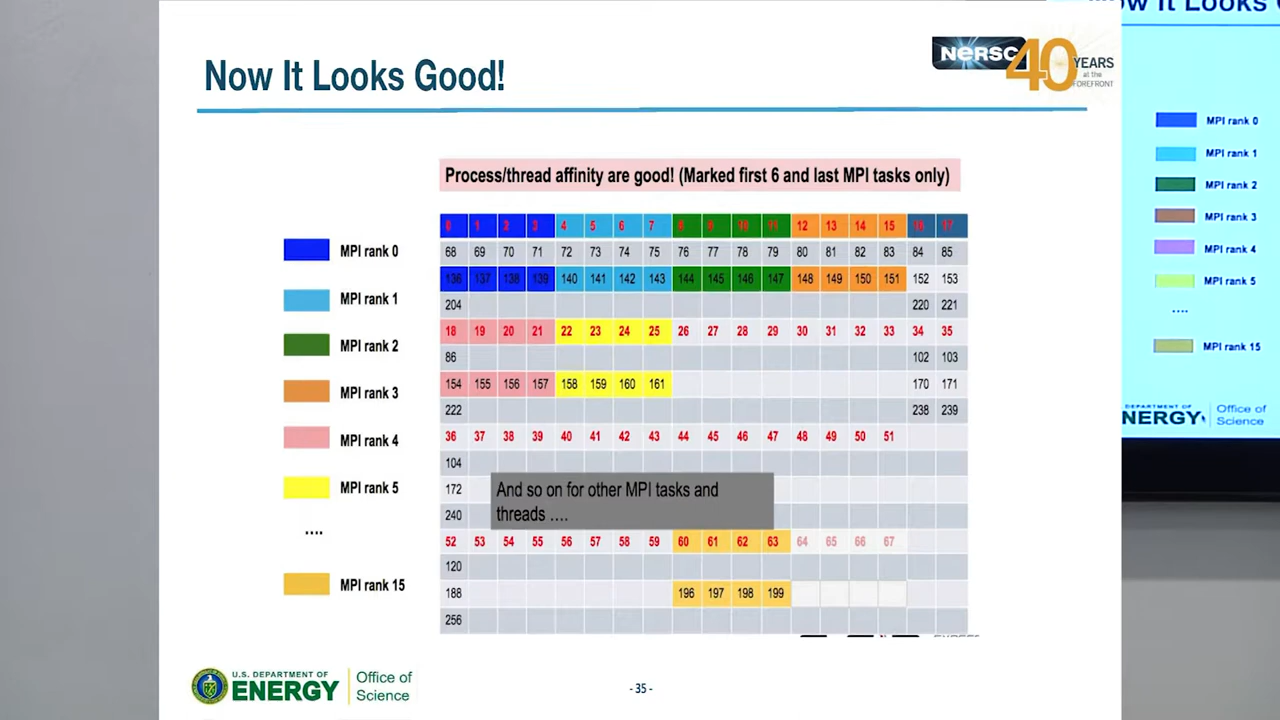 Now It Looks Good!
NERSC
40
YEARS
at the
FOREFRONT
Process/thread affinity are good! (Marked first 6 and last MPI tasks only)
MPI rank 0
MPI rank 1
MPI rank 2
MPI rank 3
MPI rank 4
MPI rank 5
....
MPI rank 15
0 1 2 3 4 5 6 7 8 9 10 11 12 13 14 15 16 17
68 69 70 71 72 73 74 75 76 77 78 79 80 81 82 83 84 85
136 137 138 139 140 141 142 143 144 145 146 147 148 149 150 151 152 153
204 220 221
18 19 20 21 22 23 24 25 26 27 28 29 30 31 32 33 34 35
86 102 103
154 155 156 157 158 159 160 161 170 171
222 238 239
36 37 38 39 40 41 42 43 44 45 46 47 48 49 50 51
104
172
240
And so on for other MPI tasks and
threads ....
52 53 54 55 56 57 58 59 60 61 62 63 64 65 66 67
120
188 196 197 198 199
256
U.S. DEPARTMENT OF
ENERGY
Office of
Science
- 35 -
ow It Looks
MPI rank 0
MPI rank 1
MPI rank 2
MPI rank 3
MPI rank 4
MPI rank 5
....
MPI rank 15
DEPARTMENT OF
ENERGY
Office of
Science